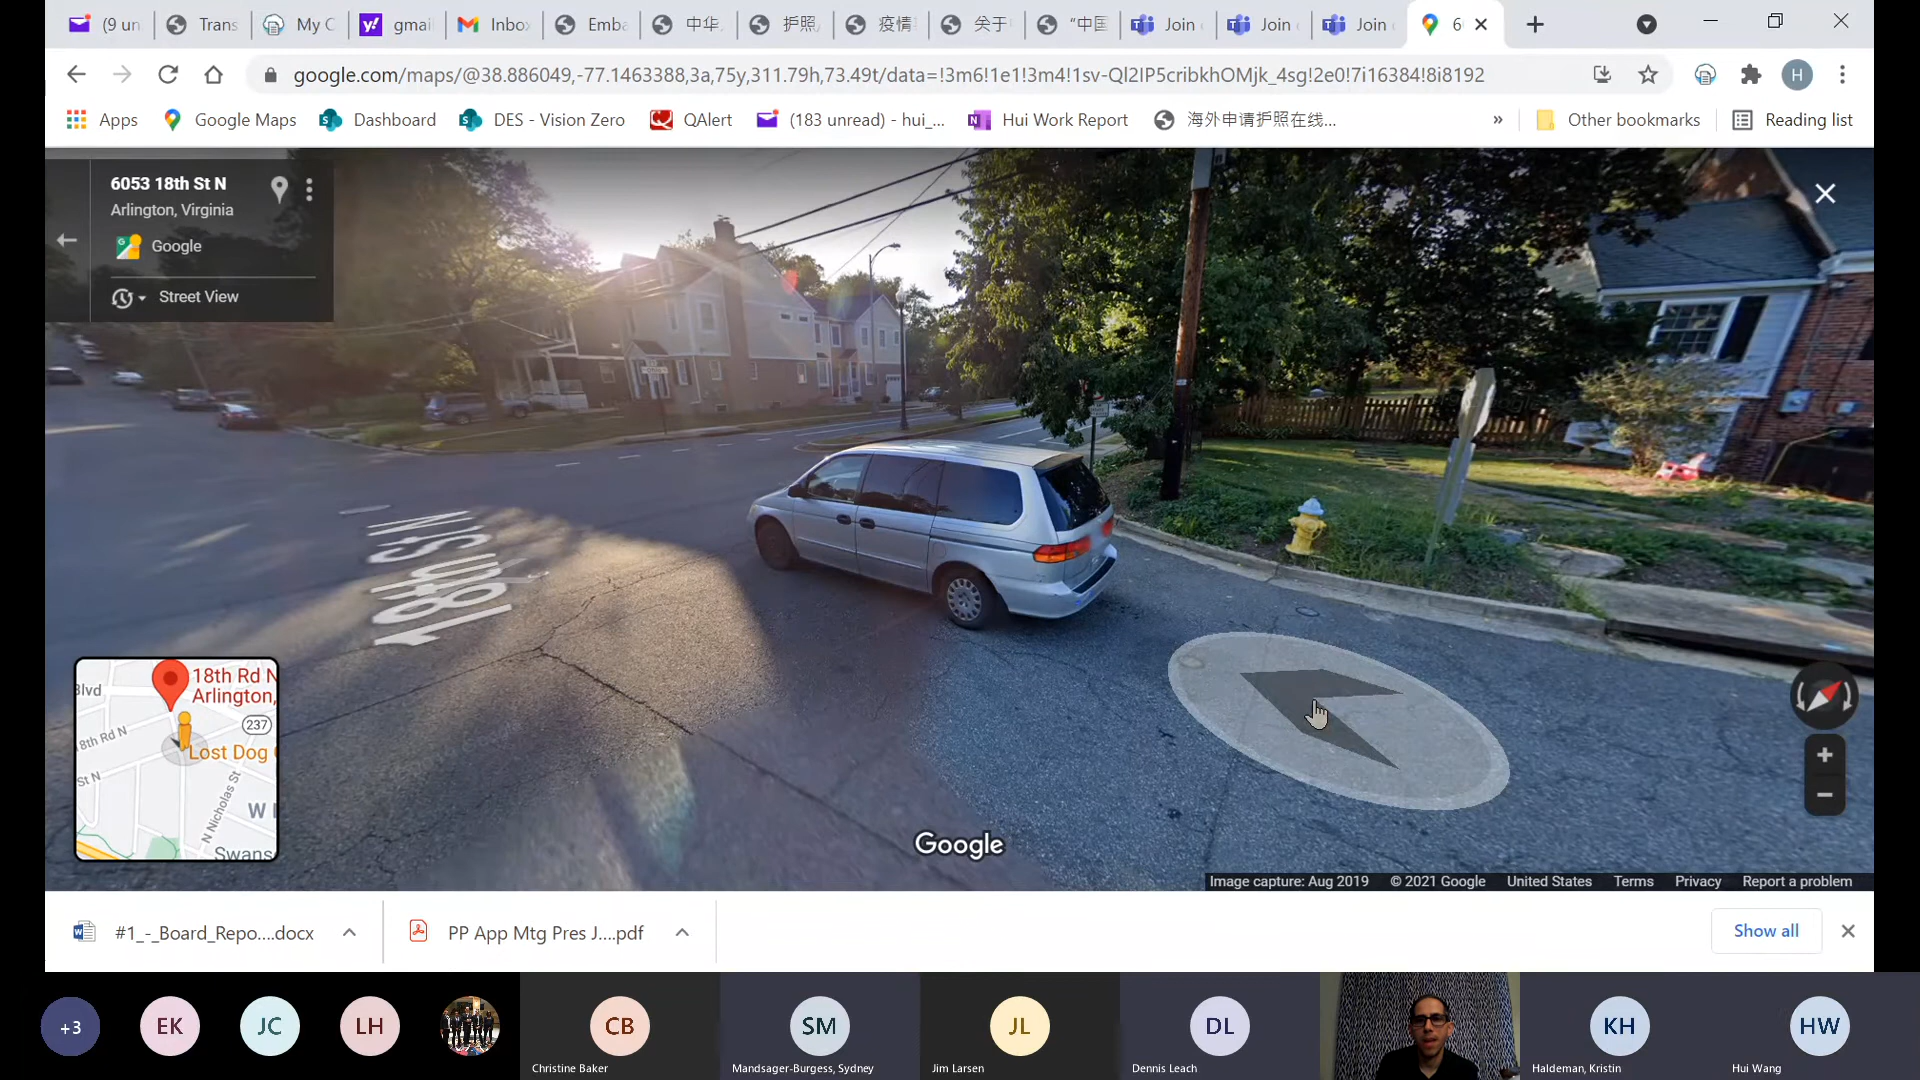 (9 un
Trans
My C
gmai
Inbo
Emba
中华
护照
疫情
关于
"中国
Join
Join
Join
6
google.com/maps/@38.886049,-77.1463388,3a,75y,311.79h,73.49t/data=!3m6!1e1!3m4!1sv-Ql2IP5cribkhOMjk_4sg!2e0!7i16384!8i8192
H
Apps
Google Maps
Dashboard
DES - Vision Zero
QAlert
(183 unread) - hui_...
Hui Work Report
海外申请护照在线...
»
Other bookmarks
Reading list
6053 18th St N
Arlington, Virginia
Google
Street View
18th St N
18th Rd N
Arlington,
Blvd
237
18th Rd N
Lost Dog
St N
N Nicholas St
W
Swans
Google
Image capture: Aug 2019 © 2021 Google United States Terms Privacy Report a problem
#1_-_Board_Repo....docx
PP App Mtg Pres J....pdf
Show all
+3
EK
JC
LH
CB
SM
JL
DL
KH
HW
Christine Baker
Mandsager-Burgess, Sydney
Jim Larsen
Dennis Leach
Haldeman, Kristin
Hui Wang